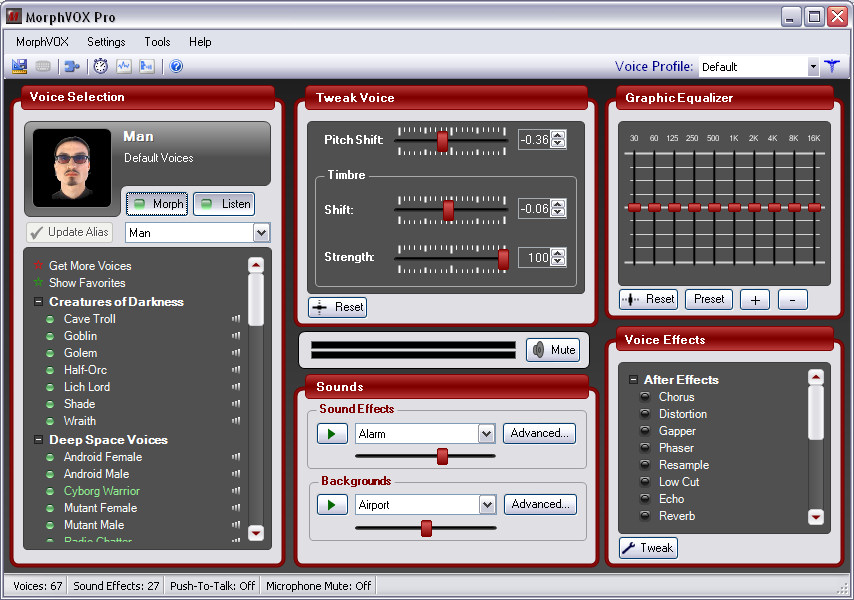 MorphVOX Pro
MorphVOX Settings Tools Help
Voice Profile: Default
Voice Selection
Man
Default Voices
Morph Listen
Update Alias Man
Get More Voices
Show Favorites
Creatures of Darkness
Cave Troll
Goblin
Golem
Half-Orc
Lich Lord
Shade
Wraith
Deep Space Voices
Android Female
Android Male
Cyborg Warrior
Mutant Female
Mutant Male
Radio Chatter
Tweak Voice
Pitch Shift: -0.36
Timbre
Shift: -0.06
Strength: 100
Reset
Mute
Sounds
Sound Effects
Alarm Advanced...
Backgrounds
Airport Advanced...
Graphic Equalizer
30 60 125 250 500 1K 2K 4K 8K 16K
Reset Preset + -
Voice Effects
After Effects
Chorus
Distortion
Gapper
Phaser
Resample
Low Cut
Echo
Reverb
Tweak
Voices: 67 Sound Effects: 27 Push-To-Talk: Off Microphone Mute: Off